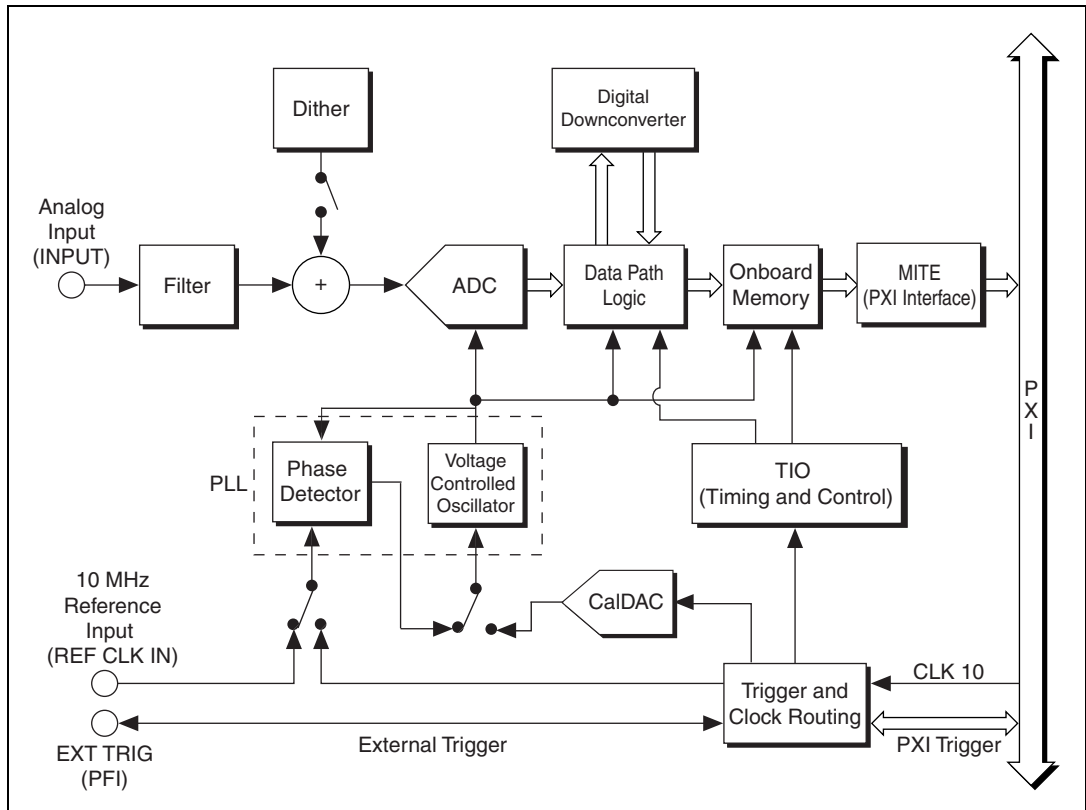 Dither
Digital
Downconverter
Analog
Input
(INPUT)
Filter
+
ADC
Data Path
Logic
Onboard
Memory
MITE
(PXI Interface)
P
X
I
PLL
Phase
Detector
Voltage
Controlled
Oscillator
TIO
(Timing and Control)
10 MHz
Reference
Input
(REF CLK IN)
CalDAC
Trigger and
Clock Routing
CLK 10
External Trigger
PXI Trigger
EXT TRIG
(PFI)